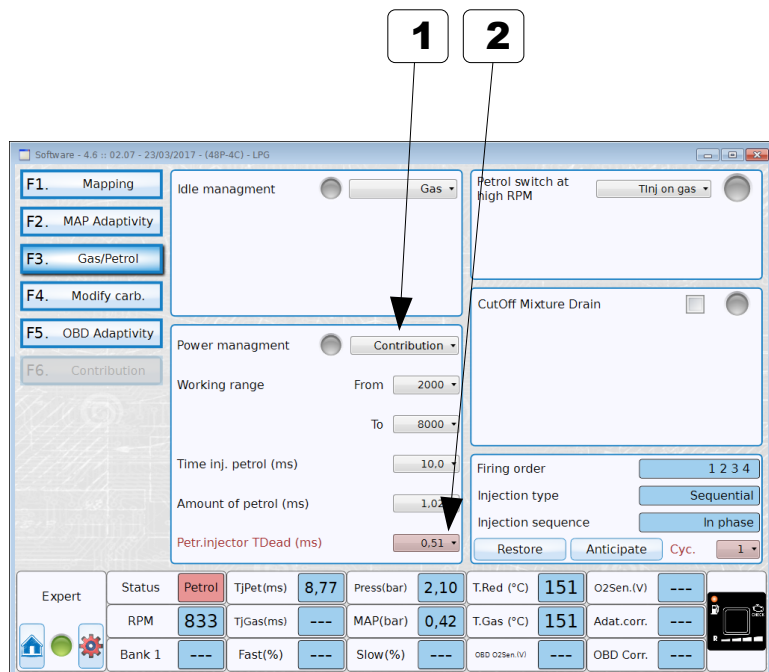 1 2
Software - 4.6 :: 02.07 - 23/03/2017 - (48P-4C) - LPG
F1. Mapping
F2. MAP Adaptivity
F3. Gas/Petrol
F4. Modify carb.
F5. OBD Adaptivity
F6. Contribution
Idle managment Gas
Power managment Contribution
Working range From 2000
To 8000
Time inj. petrol (ms) 10,0
Amount of petrol (ms) 1,02
Petr.injector TDead (ms) 0,51
Petrol switch at
high RPM
TInj on gas
CutOff Mixture Drain
Firing order 1 2 3 4
Injection type Sequential
Injection sequence In phase
Restore Anticipate Cyc. 1
Expert
Status Petrol TjPet(ms) 8,77 Press(bar) 2,10 T.Red (°C) 151 O2Sen.(V) ---
RPM 833 TjGas(ms) --- MAP(bar) 0,42 T.Gas (°C) 151 Adat.corr. ---
Bank 1 --- Fast(%) --- Slow(%) --- OBD O2Sen.(V) --- OBD Corr. ---
CHECK
R